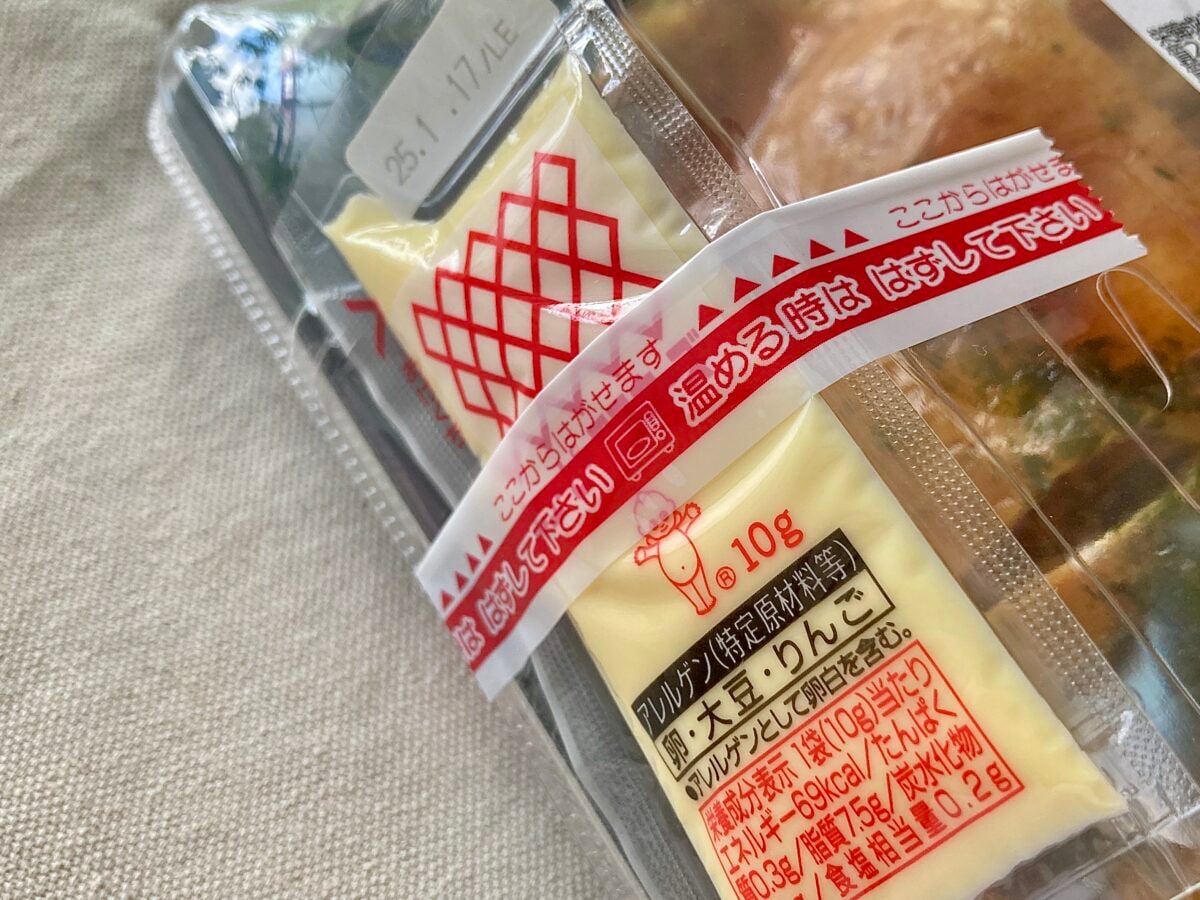 25.1.17/LE
ここからはがせます
温める時は はずして下さい
ここからはがせます
は はずして下さい
® 10g
アレルゲン(特定原材料等)
卵・大豆・りんご
●アレルゲンとして卵白を含む。
栄養成分表示 1袋(10g)当たり
エネルギー69kcal/たんぱく
質0.3g/脂質7.5g/炭水化物
/食塩相当量0.2g